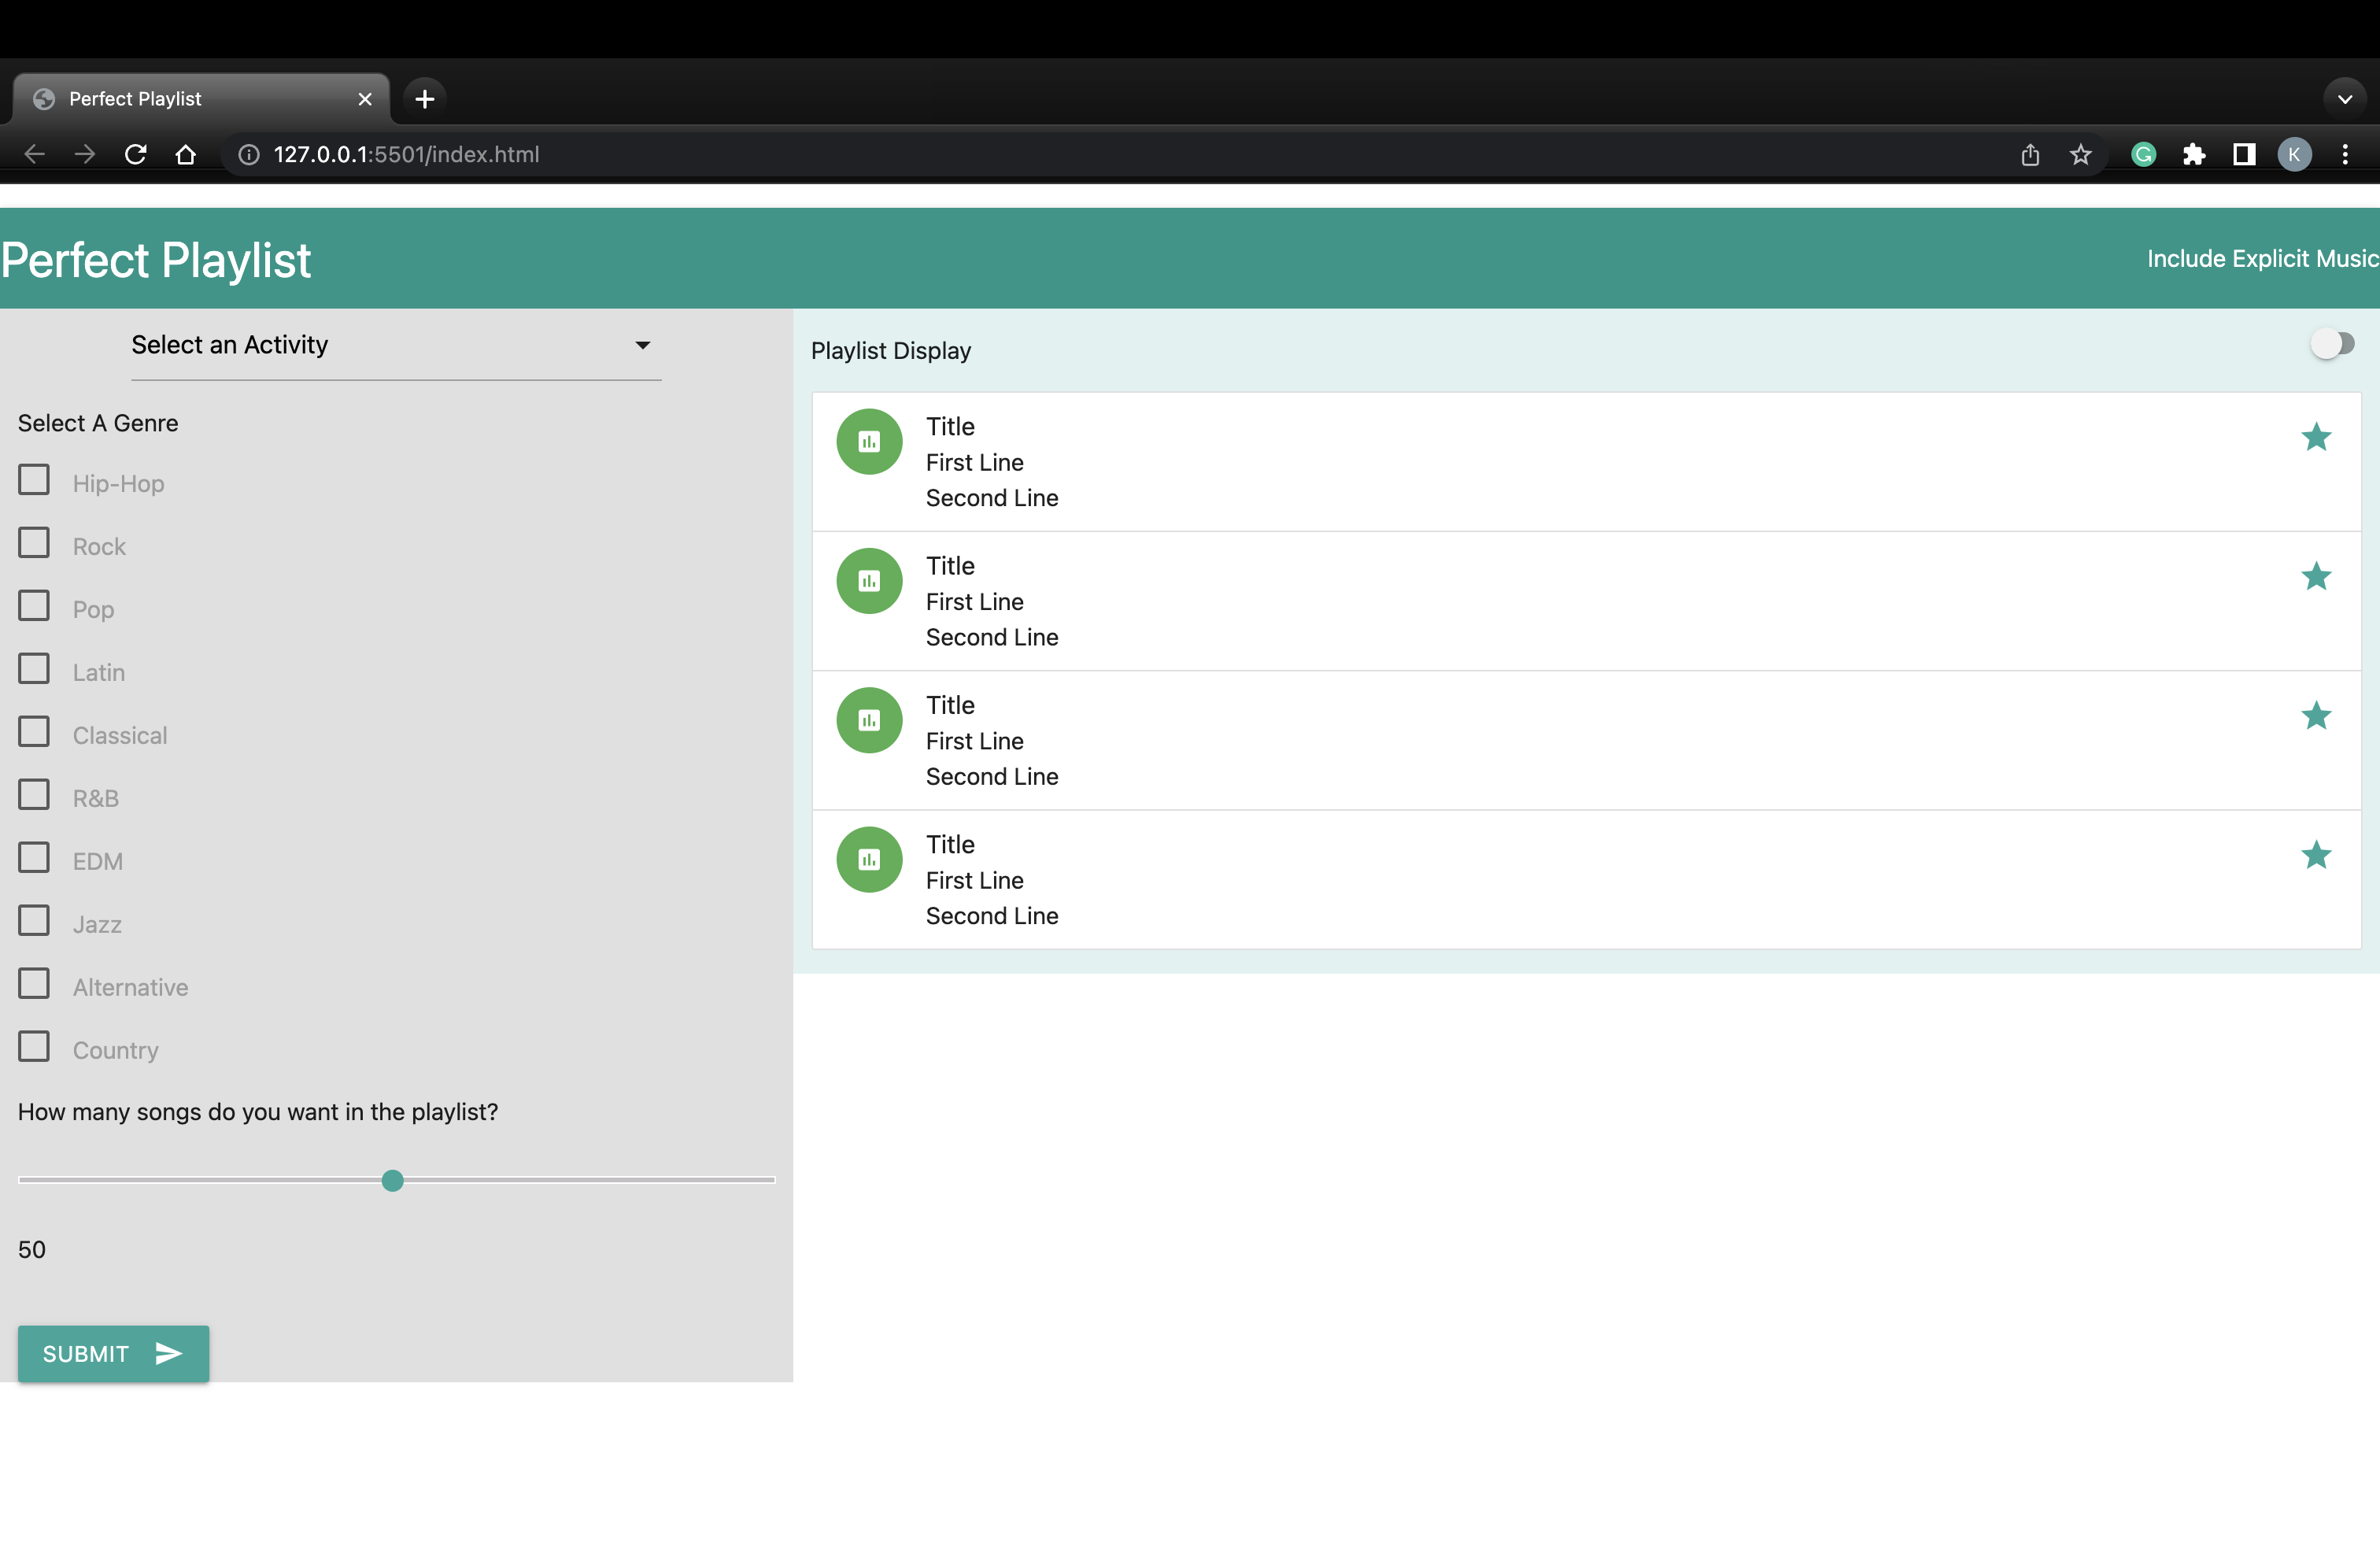 Perfect Playlist
127.0.0.1:5501/index.html
K
Perfect Playlist
Include Explicit Music
Select an Activity
Select A Genre
Hip-Hop
Rock
Pop
Latin
Classical
R&B
EDM
Jazz
Alternative
Country
How many songs do you want in the playlist?
50
SUBMIT
Playlist Display
Title
First Line
Second Line
Title
First Line
Second Line
Title
First Line
Second Line
Title
First Line
Second Line